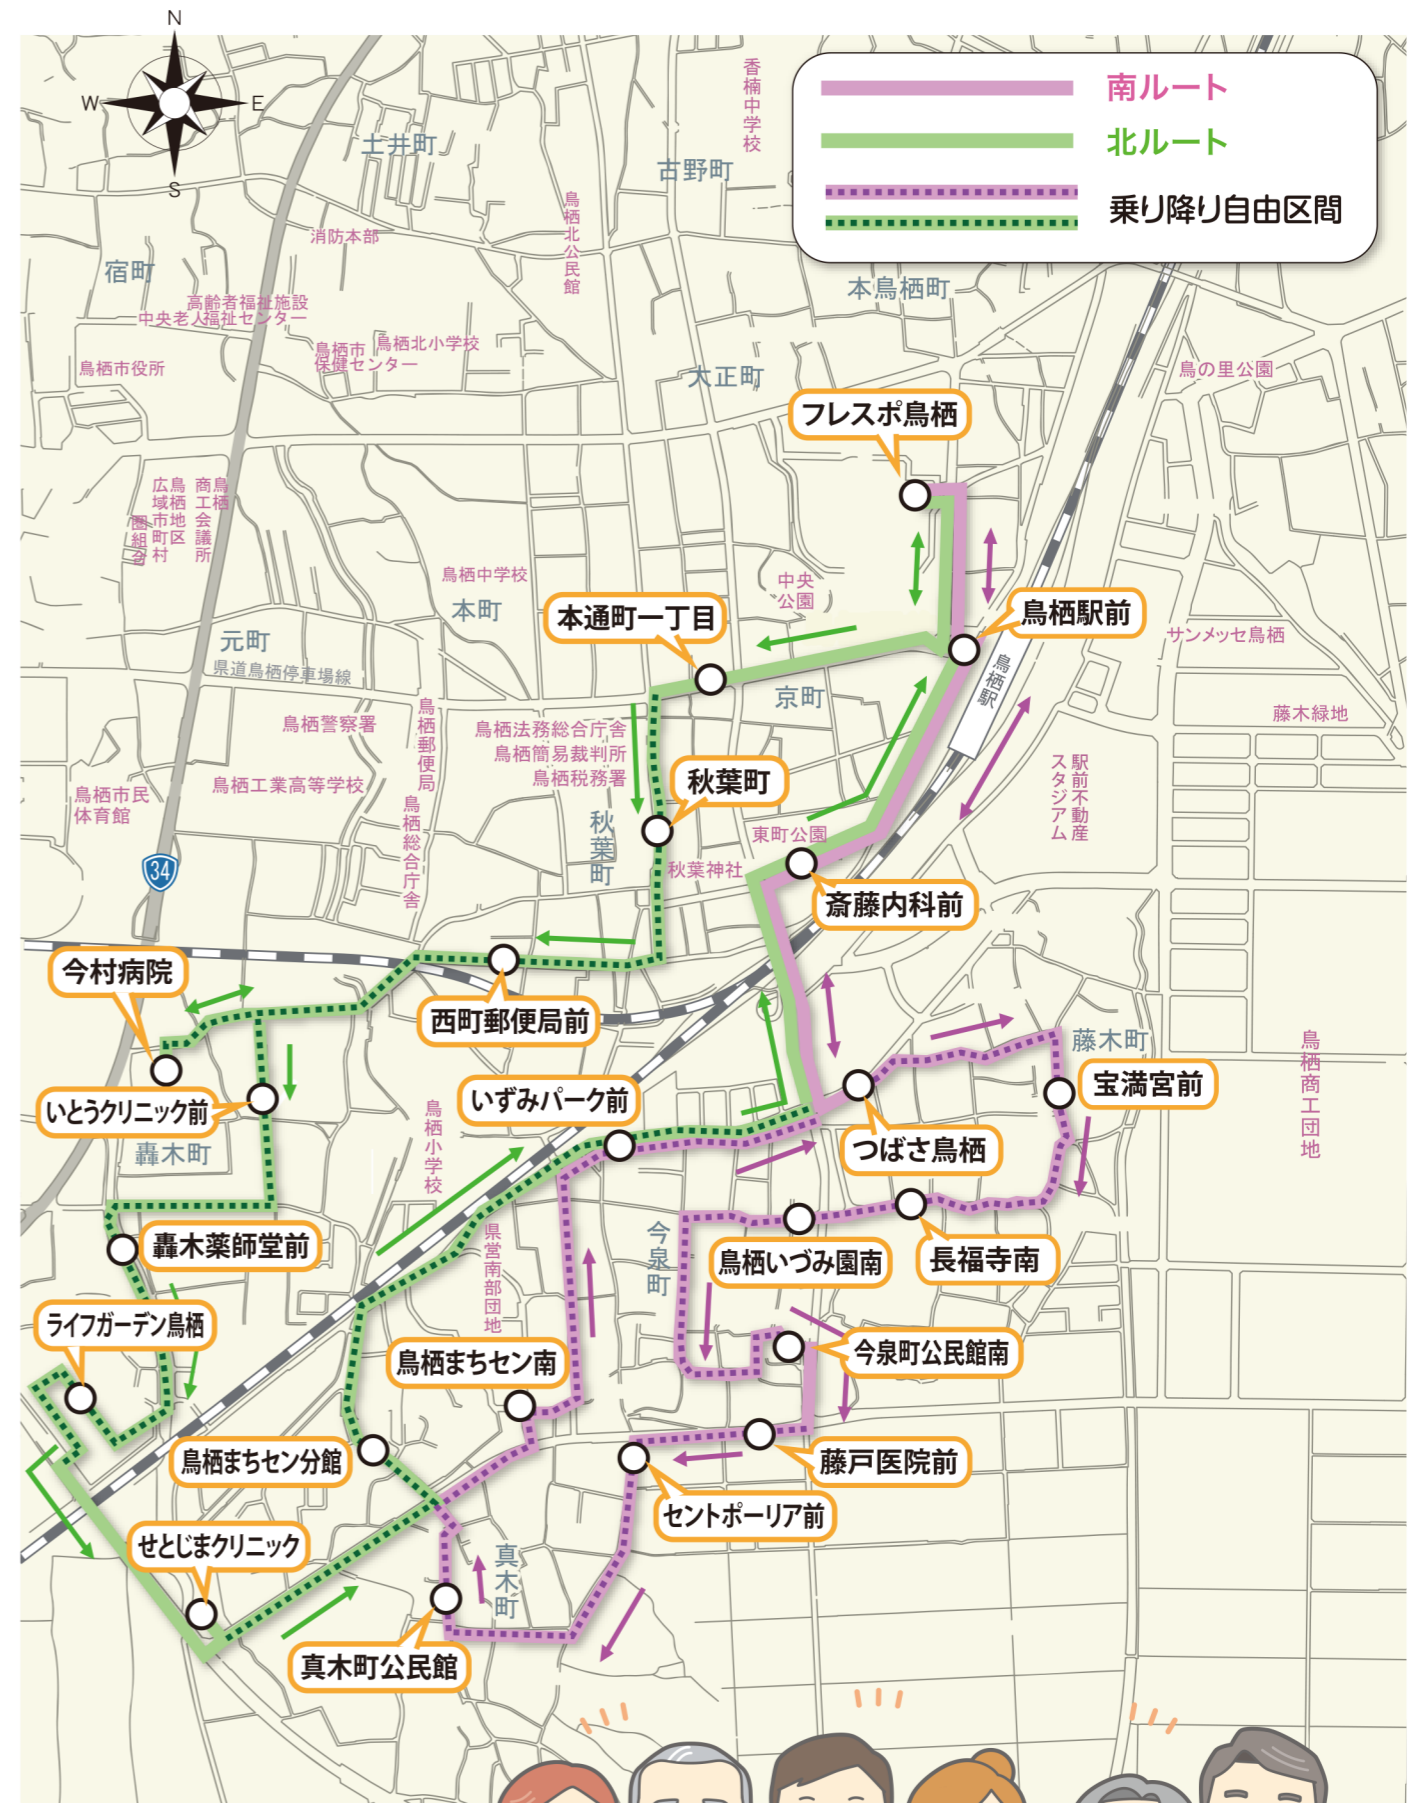 N
W
E
S
南ルート
北ルート
乗り降り自由区間
香楠中学校
土井町
古野町
鳥栖北公民館
消防本部
宿町
高齢者福祉施設
中央老人福祉センター
本鳥栖町
鳥栖市
保健センター
鳥栖北小学校
鳥栖市役所
大正町
鳥の里公園
フレスポ鳥栖
鳥栖
商工会議所
鳥栖地区
広域市町村
圏組合
鳥栖中学校
本町
中央
公園
本通町一丁目
鳥栖駅前
サンメッセ鳥栖
元町
県道鳥栖停車場線
鳥栖駅
京町
藤木緑地
鳥栖警察署
鳥栖郵便局
鳥栖法務総合庁舎
鳥栖簡易裁判所
鳥栖税務署
駅前不動産
スタジアム
秋葉町
鳥栖工業高等学校
鳥栖市民
体育館
鳥栖総合庁舎
秋葉町
東町公園
34
秋葉神社
斎藤内科前
今村病院
西町郵便局前
藤木町
鳥栖商工団地
宝満宮前
いとうクリニック前
いずみパーク前
鳥栖小学校
轟木町
つばさ鳥栖
轟木薬師堂前
県営南部団地
今泉町
鳥栖いづみ園南
長福寺南
ライフガーデン鳥栖
鳥栖まちセン南
今泉町公民館南
鳥栖まちセン分館
藤戸医院前
セントポーリア前
せとじまクリニック
真木町
真木町公民館